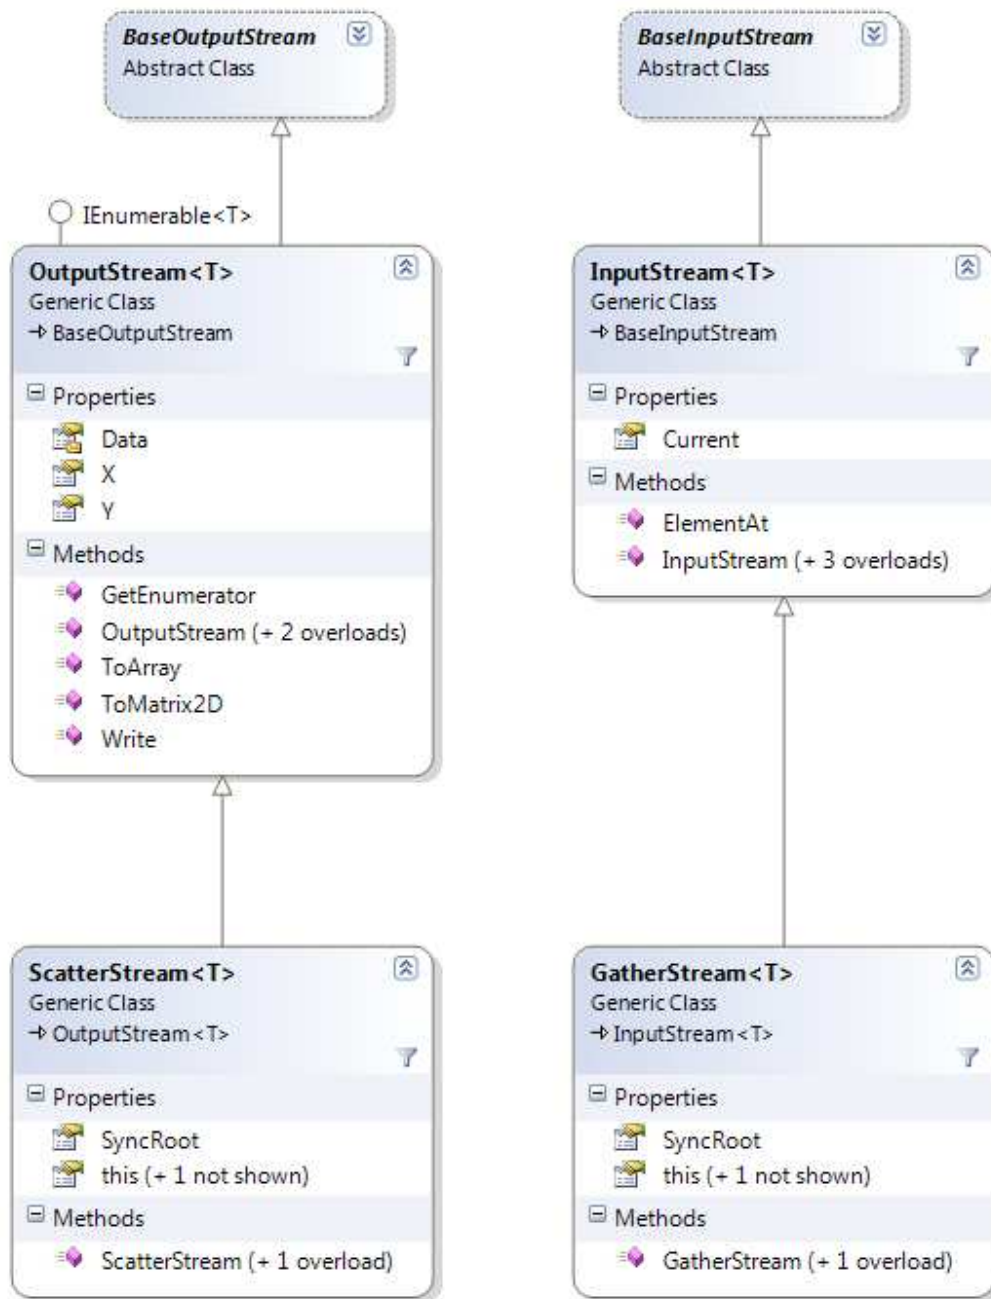 BaseOutputStream
Abstract Class
IEnumerable<T>
OutputStream<T>
Generic Class
BaseOutputStream
Properties
Data
X
Y
Methods
GetEnumerator
OutputStream (+ 2 overloads)
ToArray
ToMatrix2D
Write
ScatterStream<T>
Generic Class
OutputStream<T>
Properties
SyncRoot
this (+ 1 not shown)
Methods
ScatterStream (+ 1 overload)
BaseInputStream
Abstract Class
InputStream<T>
Generic Class
BaseInputStream
Properties
Current
Methods
ElementAt
InputStream (+ 3 overloads)
GatherStream<T>
Generic Class
InputStream<T>
Properties
SyncRoot
this (+ 1 not shown)
Methods
GatherStream (+ 1 overload)